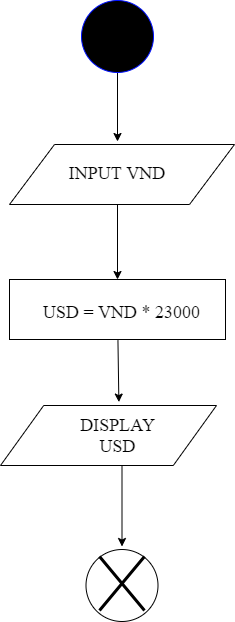 INPUT VND
USD = VND * 23000
DISPLAY
USD